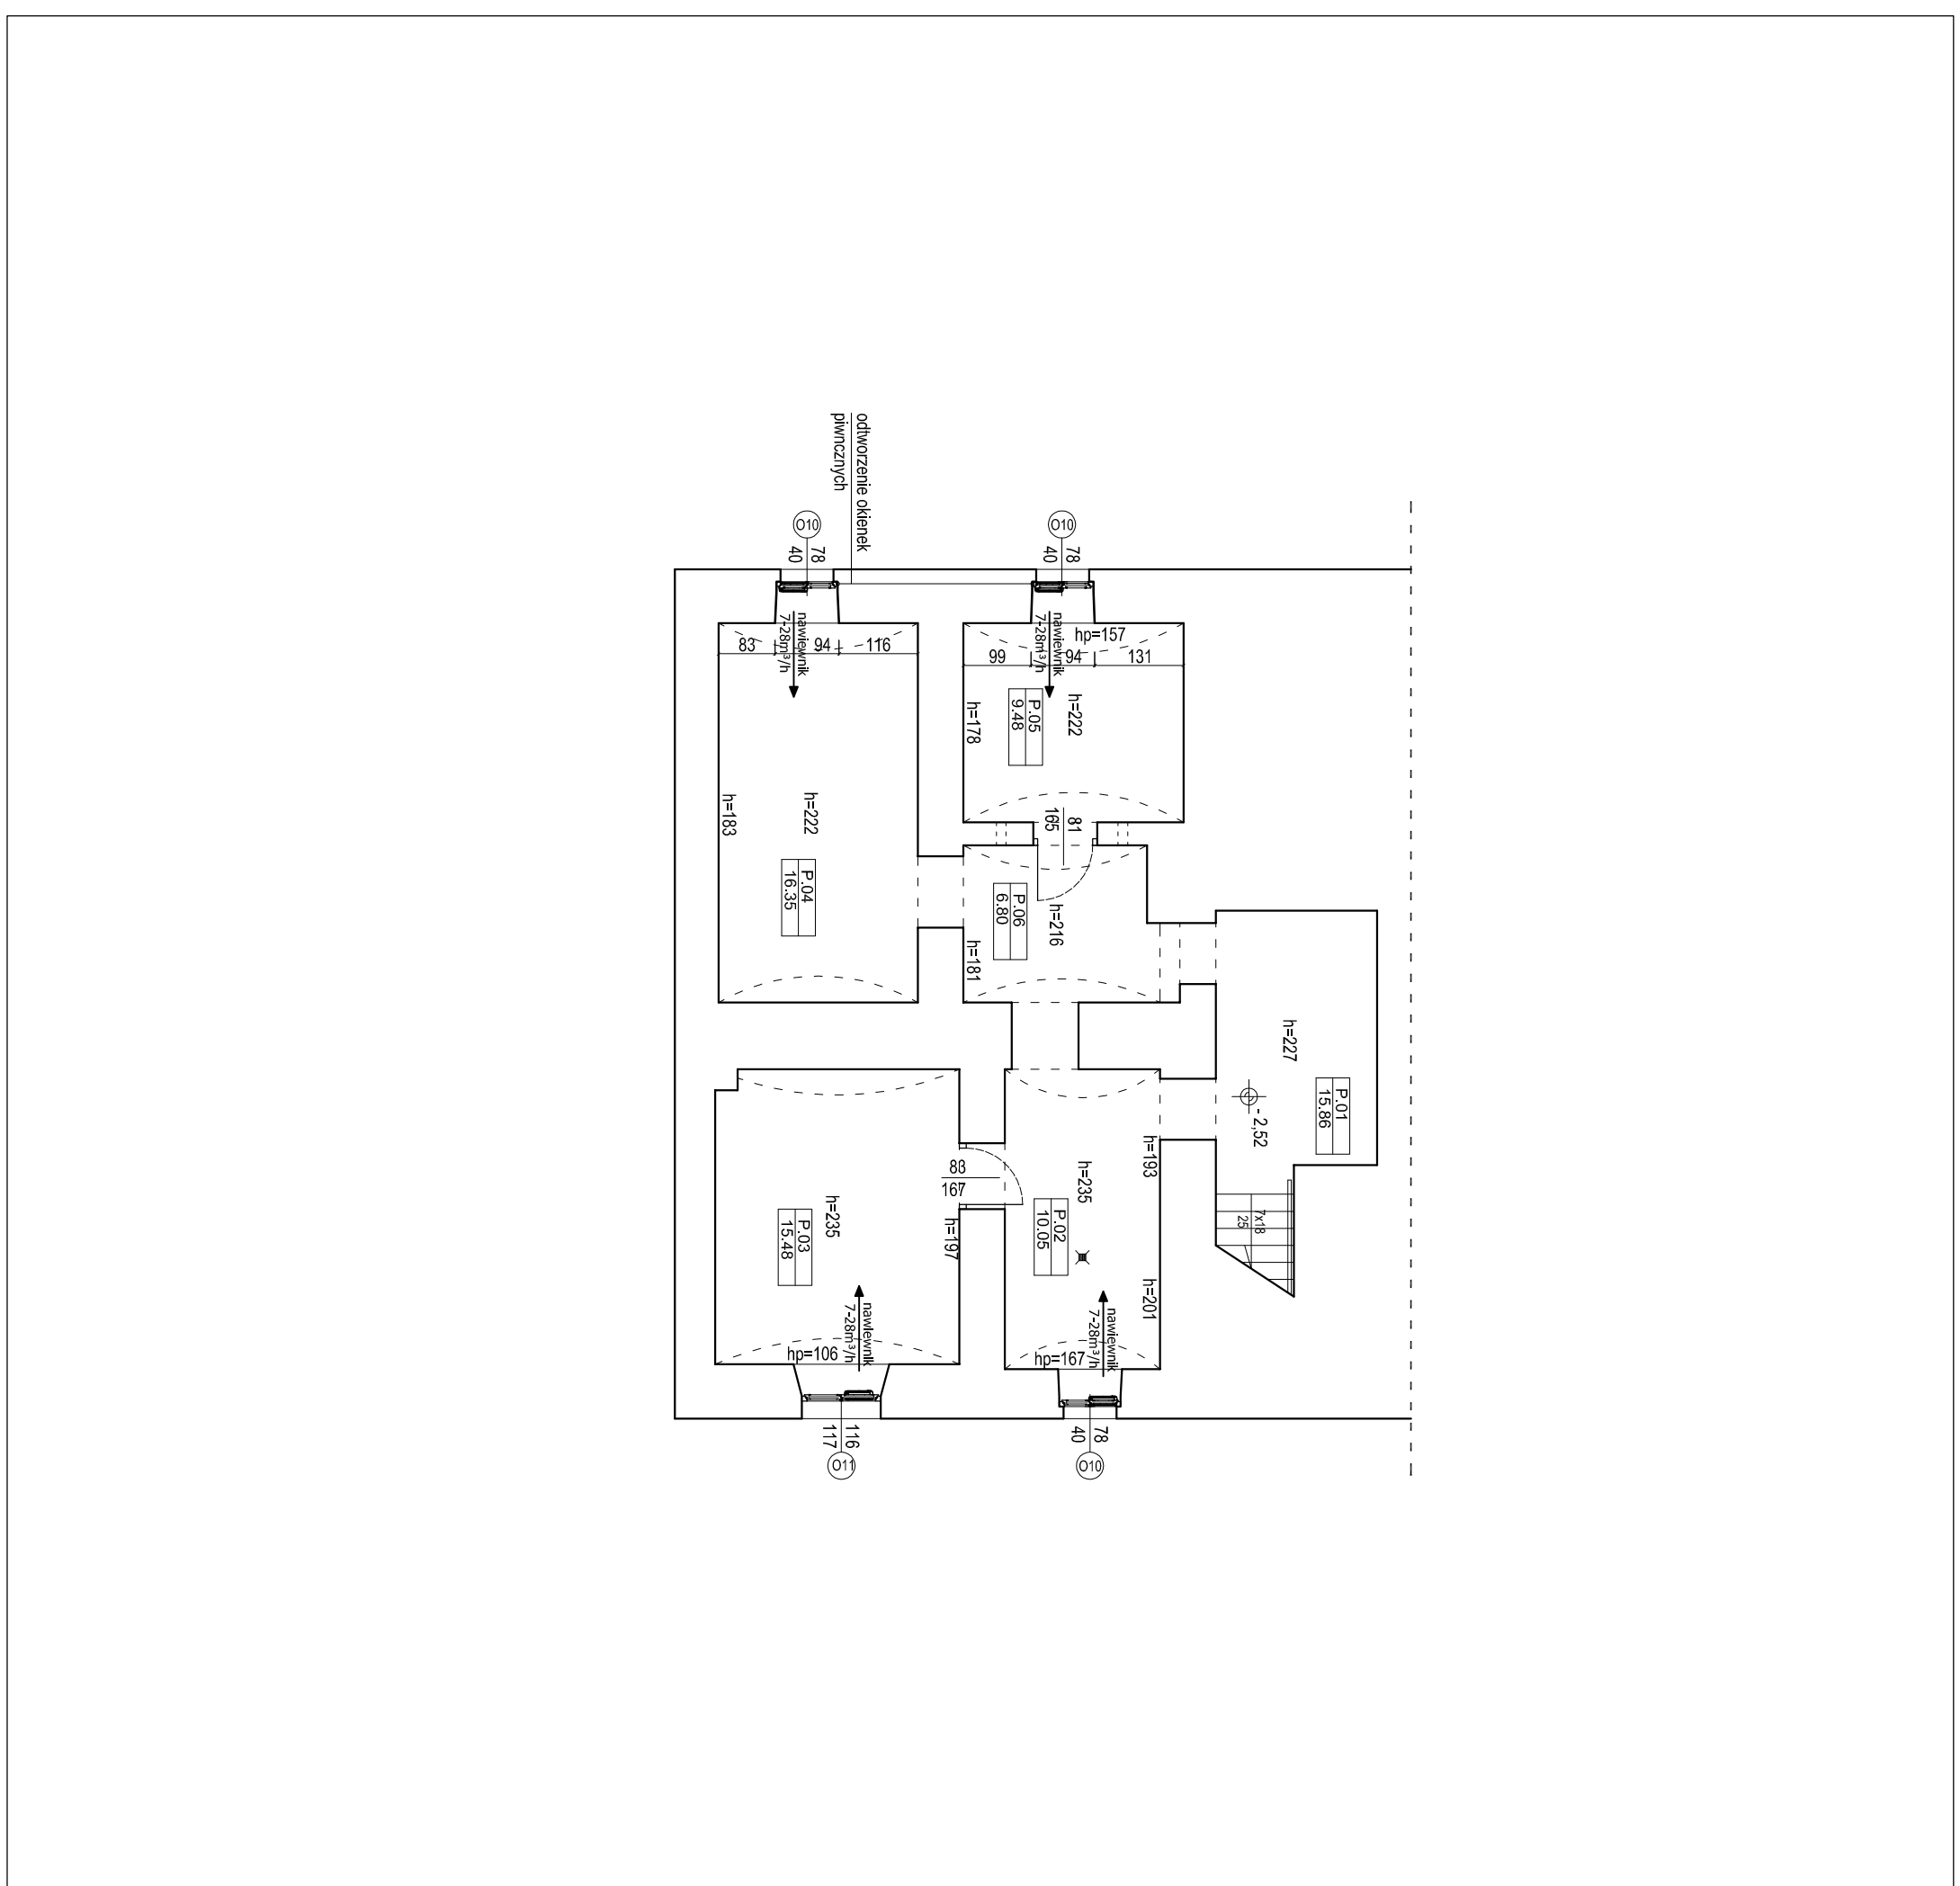 odtworzenie okienek
piwncznych
O10
78
40
O10
78
40
nawiewnik
7-28m³/h
83
94
116
nawiewnik
7-28m³/h
hp=157
99
94
131
P.05
9.48
h=222
h=178
h=183
h=222
P.04
16.35
81
165
P.06
6.80
h=216
h=181
h=227
P.01
15.86
- 2,52
7x18
25
h=193
h=235
P.02
10.05
h=201
83
167
h=197
h=235
P.03
15.48
nawiewnik
7-28m³/h
hp=106
nawiewnik
7-28m³/h
hp=167
116
117
O11
78
40
O10